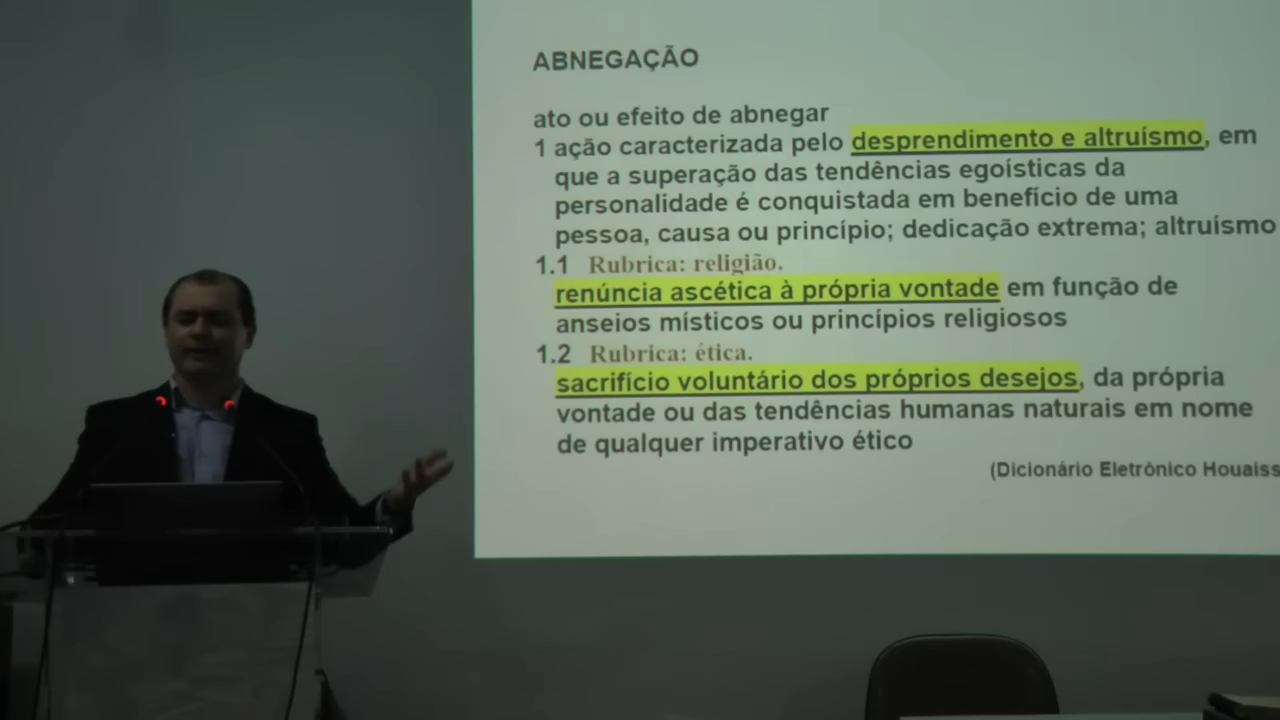 ABNEGAÇÃO
ato ou efeito de abnegar
1 ação caracterizada pelo desprendimento e altruísmo, em
que a superação das tendências egoísticas da
personalidade é conquistada em benefício de uma
pessoa, causa ou princípio; dedicação extrema; altruísmo
1.1 Rubrica: religião.
renúncia ascética à própria vontade em função de
anseios místicos ou princípios religiosos
1.2 Rubrica: ética.
sacrifício voluntário dos próprios desejos, da própria
vontade ou das tendências humanas naturais em nome
de qualquer imperativo ético
(Dicionário Eletrônico Houaiss